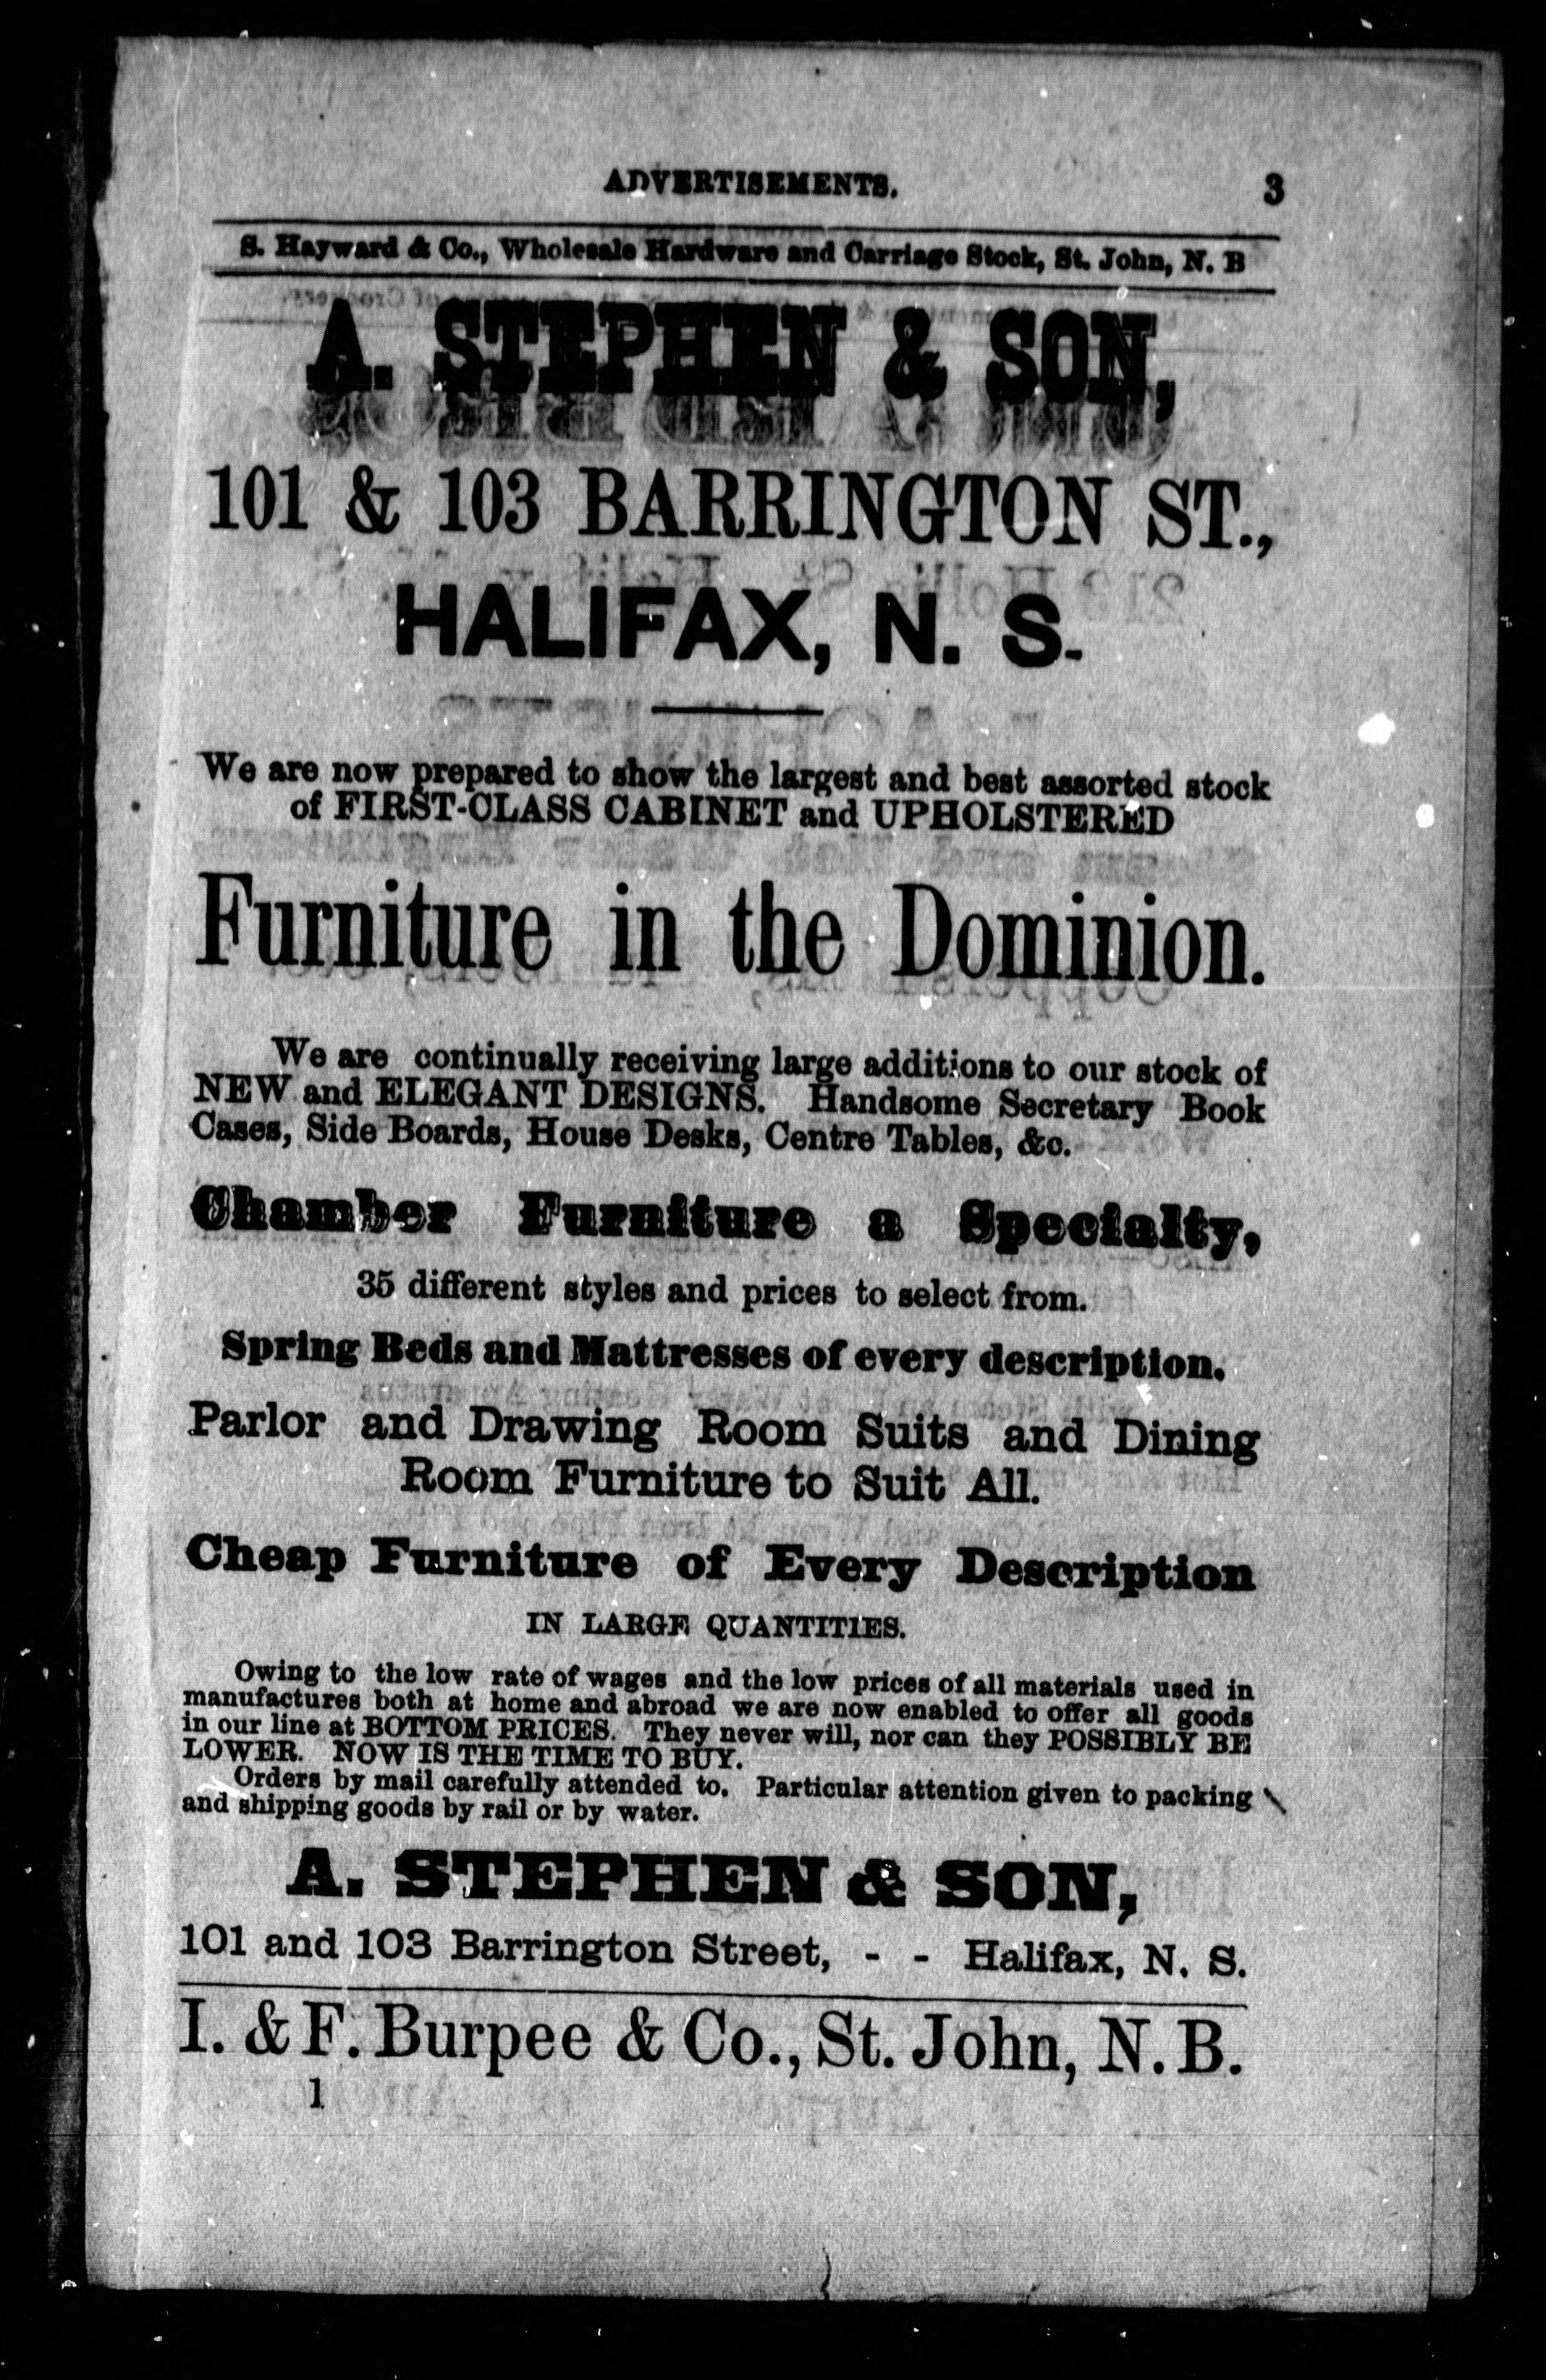 ADVERTISEMENTS. 3
S. Hayward & Co., Wholesale Hardware and Carriage Stock, St. John, N. B
A. STEPHEN & SON,
101 & 103 BARRINGTON ST.,
HALIFAX, N. S.
We are now prepared to show the largest and best assorted stock
of FIRST-CLASS CABINET and UPHOLSTERED
Furniture in the Dominion.
We are continually receiving large additions to our stock of
NEW and ELEGANT DESIGNS. Handsome Secretary Book
Cases, Side Boards, House Desks, Centre Tables, &c.
Chamber Furniture a Specialty,
35 different styles and prices to select from.
Spring Beds and Mattresses of every description.
Parlor and Drawing Room Suits and Dining
Room Furniture to Suit All.
Cheap Furniture of Every Description
IN LARGE QUANTITIES.
Owing to the low rate of wages and the low prices of all materials used in
manufactures both at home and abroad we are now enabled to offer all goods
in our line at BOTTOM PRICES. They never will, nor can they POSSIBLY BE
LOWER. NOW IS THE TIME TO BUY.
Orders by mail carefully attended to. Particular attention given to packing
and shipping goods by rail or by water.
A. STEPHEN & SON,
101 and 103 Barrington Street, - - Halifax, N. S.
I. & F. Burpee & Co., St. John, N. B.
1